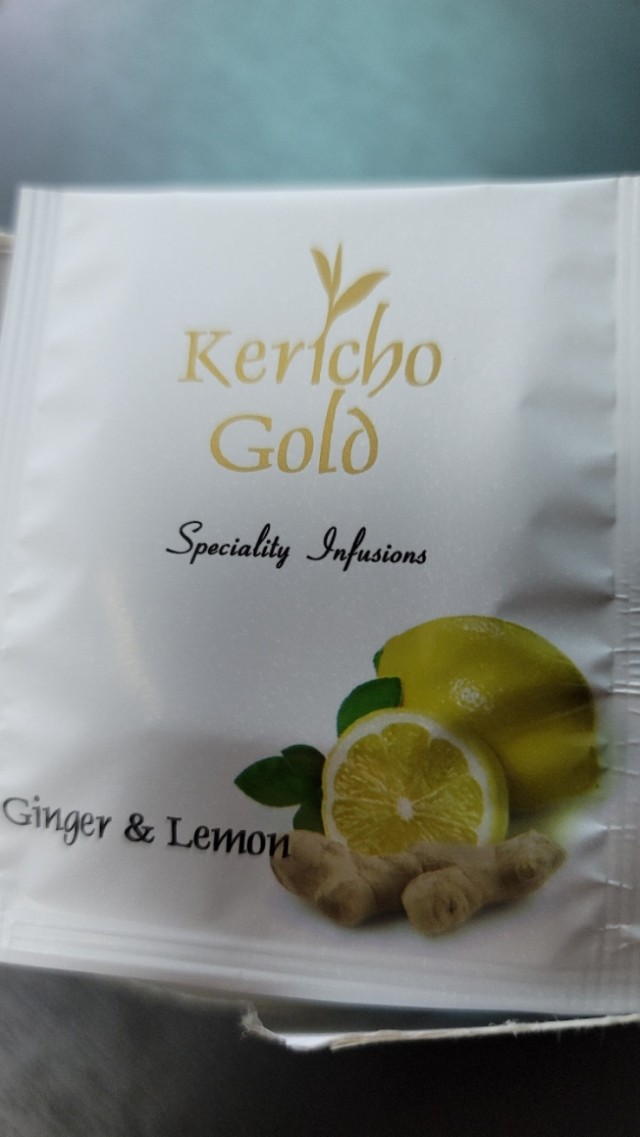 Kericho
Gold
Speciality Infusions
Ginger & Lemon